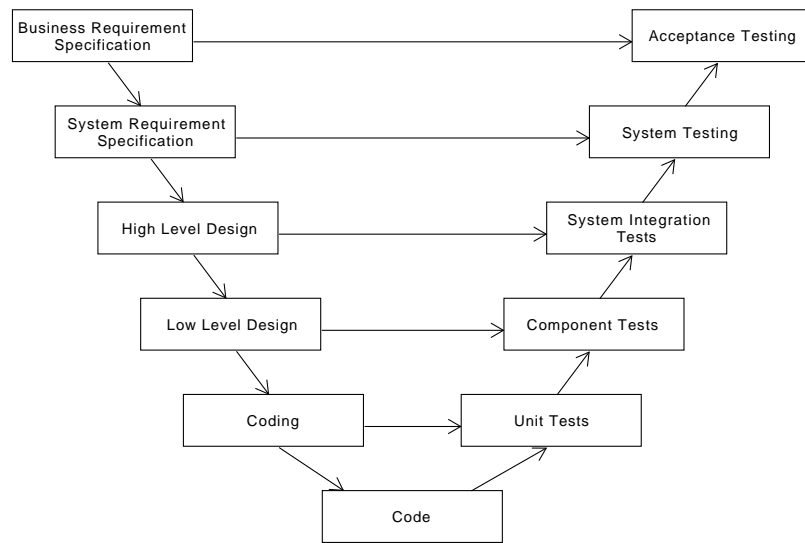 Business Requirement
Specification
Acceptance Testing
System Requirement
Specification
System Testing
High Level Design
System Integration
Tests
Low Level Design
Component Tests
Coding
Unit Tests
Code